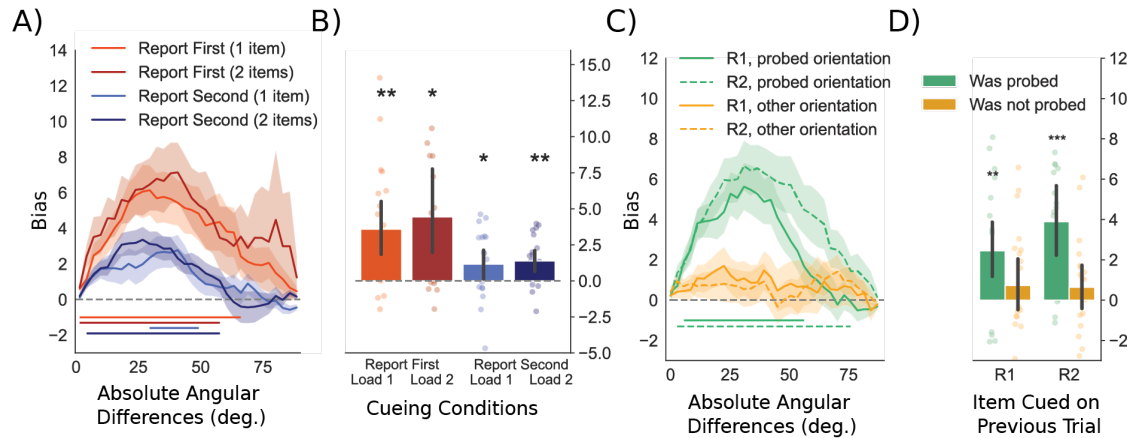 A)
14
12
10
8
6
4
2
0
−2
Bias
Report First (1 item)
Report First (2 items)
Report Second (1 item)
Report Second (2 items)
0
25
50
75
Absolute Angular
Differences (deg.)
B)
**
*
*
**
15.0
12.5
10.0
7.5
5.0
2.5
0.0
−2.5
−5.0
Report First
Load 1
Load 2
Report Second
Load 1
Load 2
Cueing Conditions
C)
12
10
8
6
4
2
0
−2
Bias
R1, probed orientation
R2, probed orientation
R1, other orientation
R2, other orientation
0
25
50
75
Absolute Angular
Differences (deg.)
D)
Was probed
Was not probed
**
***
12
10
8
6
4
2
0
−2
R1
R2
Item Cued on
Previous Trial